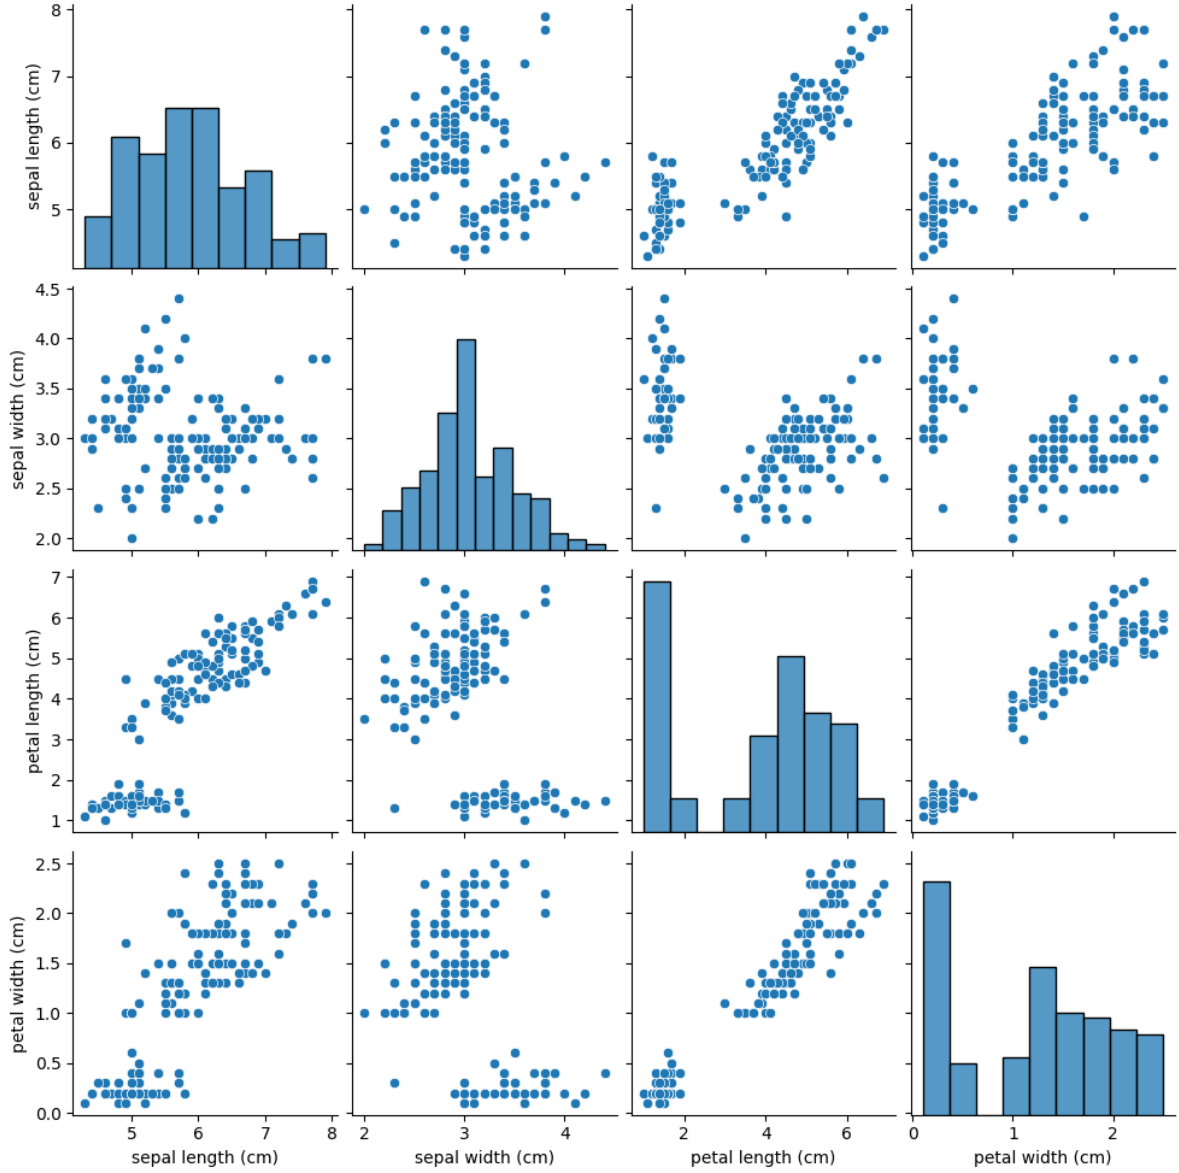 8
7
6
5
sepal length (cm)
4.5
4.0
3.5
3.0
2.5
2.0
sepal width (cm)
7
6
5
4
3
2
1
petal length (cm)
2.5
2.0
1.5
1.0
0.5
0.0
petal width (cm)
5 6 7 8
2 3 4
2 4 6
0 1 2
sepal length (cm)
sepal width (cm)
petal length (cm)
petal width (cm)